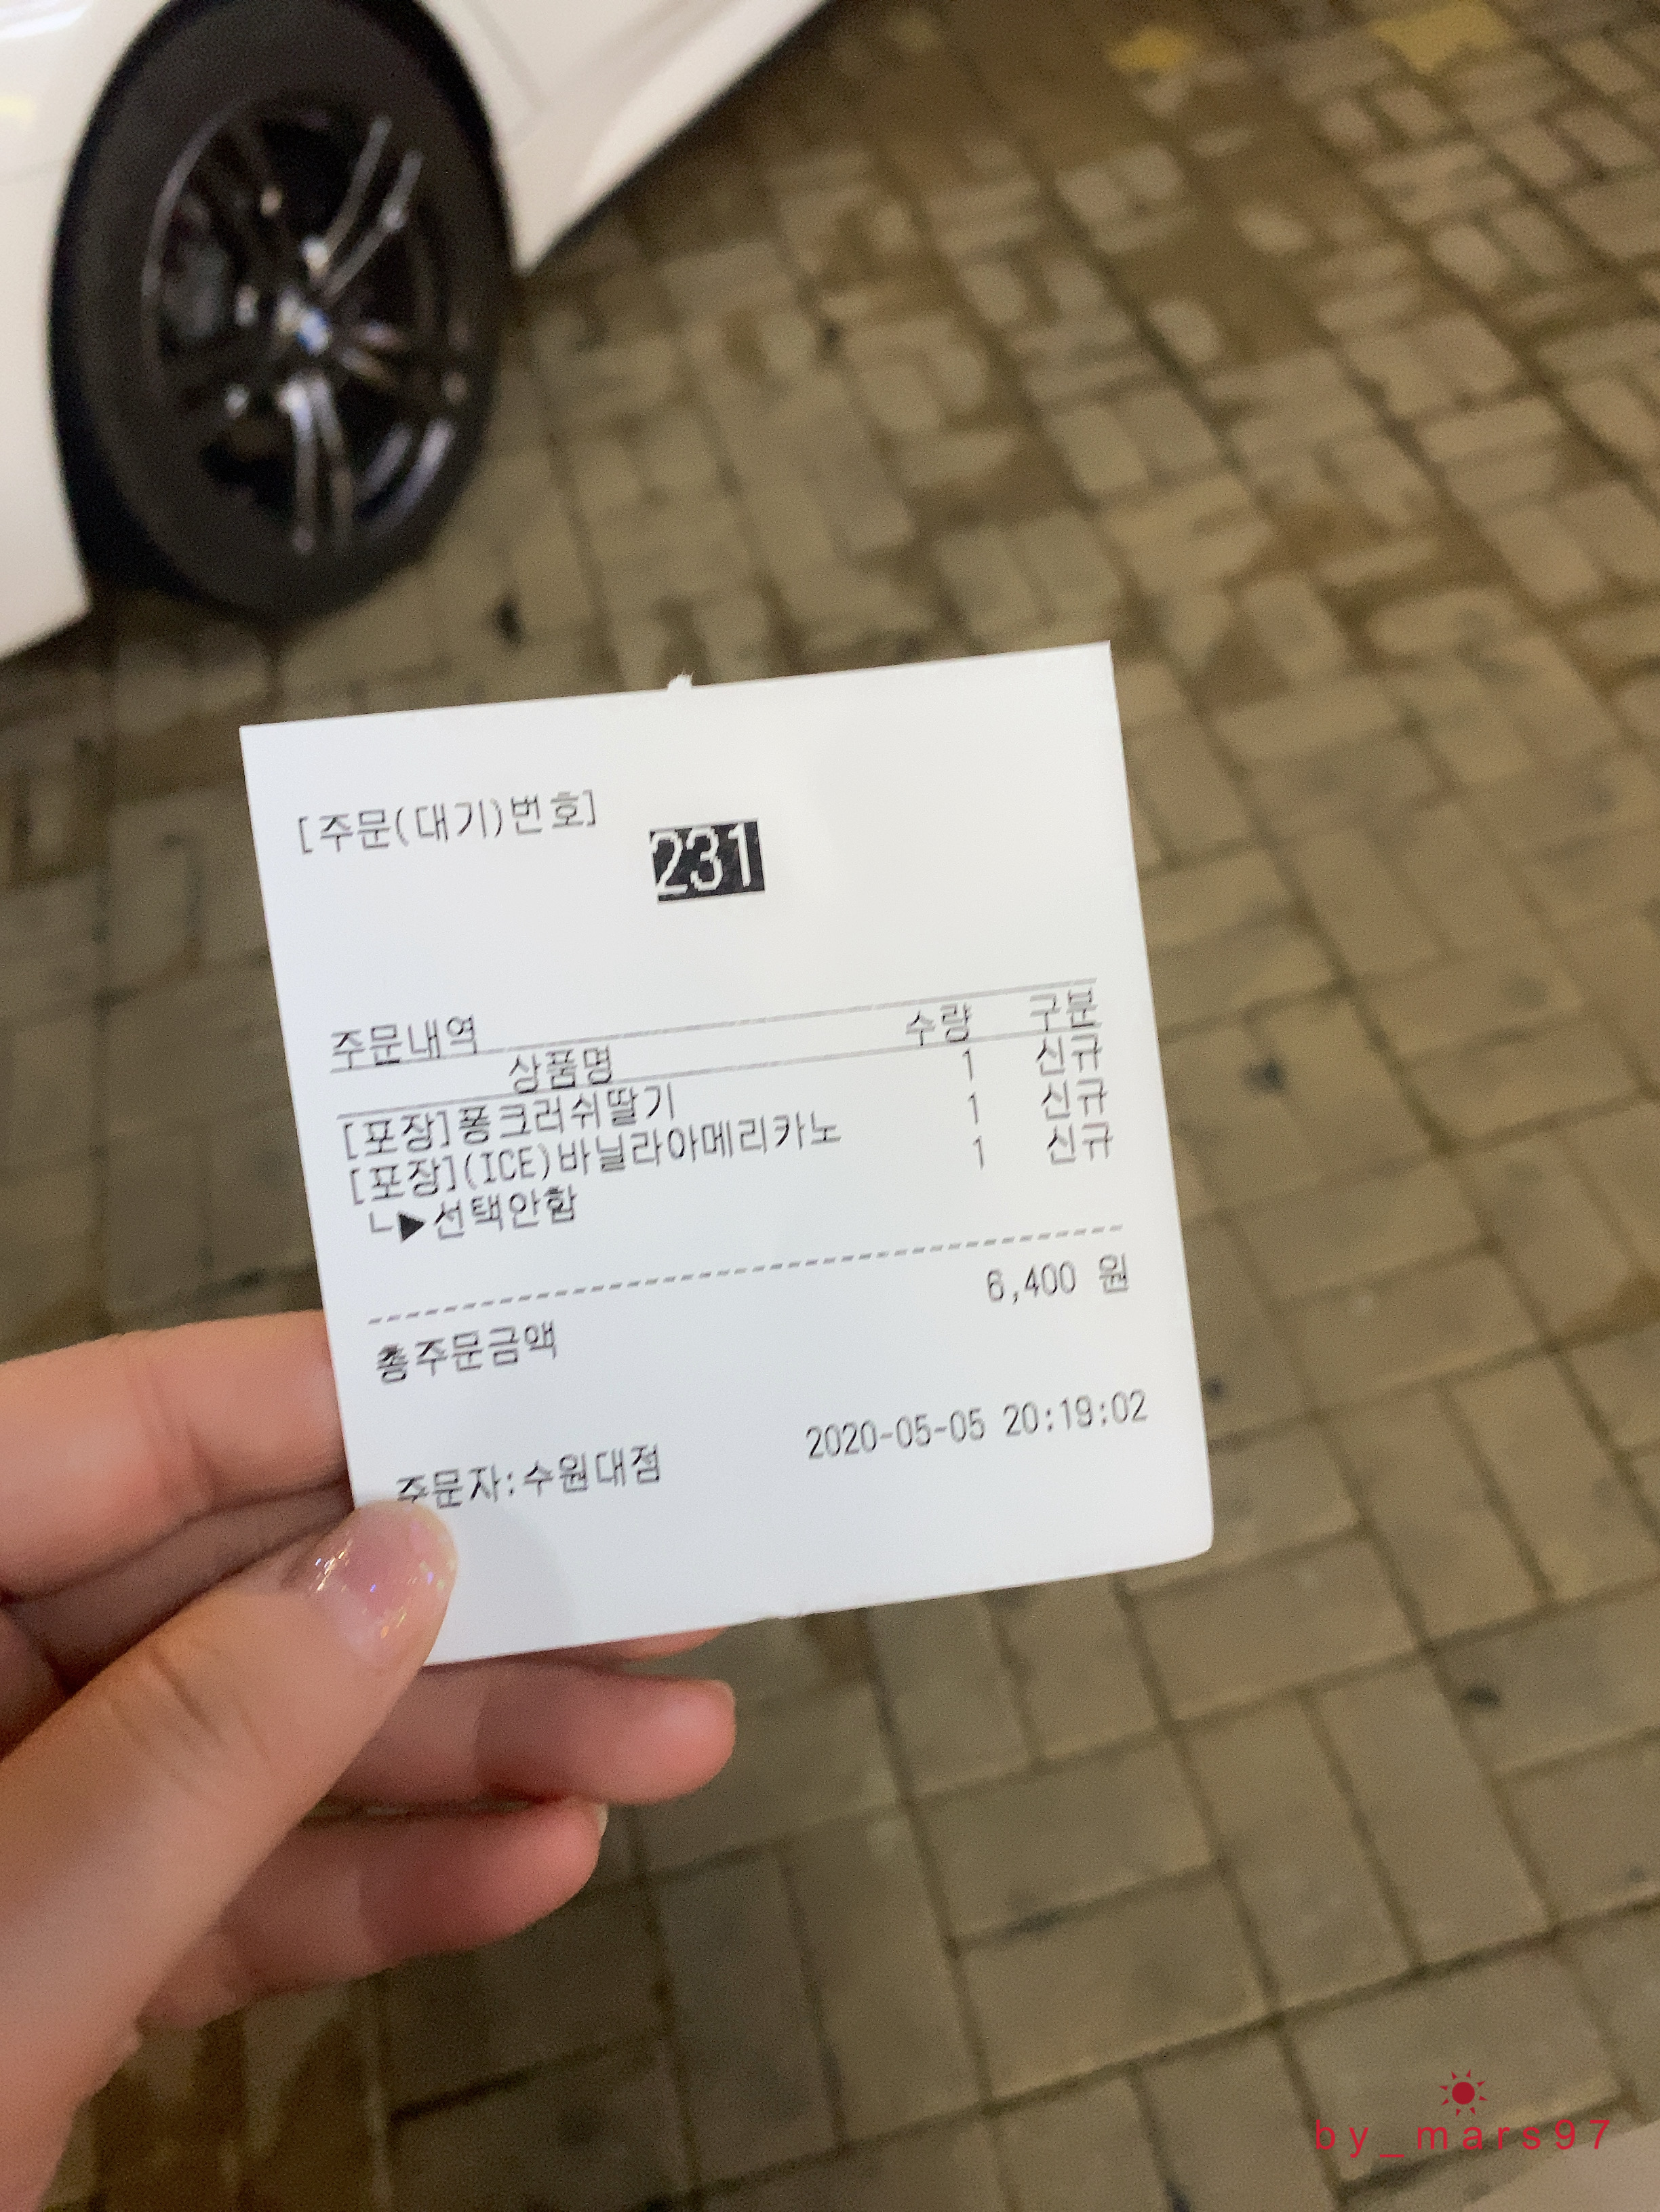 [주문(대기)번호]
231
주문내역
상품명 수량 구분
[포장]퐁크러쉬딸기 1 신규
[포장](ICE)바닐라아메리카노 1 신규
└▶선택안함 1 신규
6,400 원
총주문금액
2020-05-05 20:19:02
주문자:수원대점
by_mars97